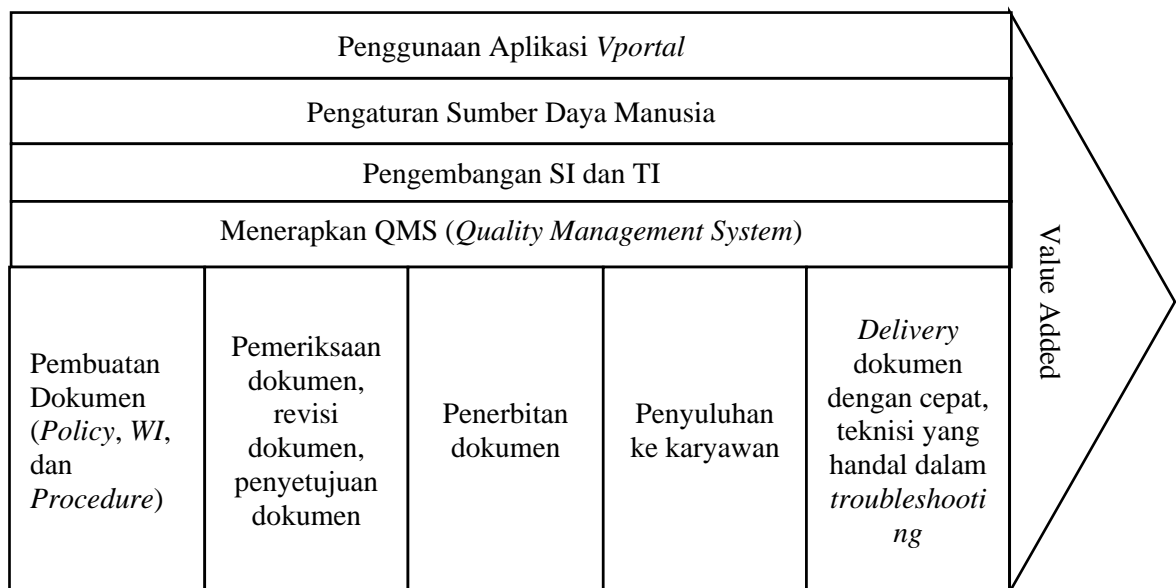 Penggunaan Aplikasi Vportal
Pengaturan Sumber Daya Manusia
Pengembangan SI dan TI
Menerapkan QMS (Quality Management System)
Pembuatan
Dokumen
(Policy, WI,
dan
Procedure)
Pemeriksaan
dokumen,
revisi
dokumen,
penyetujuan
dokumen
Penerbitan
dokumen
Penyuluhan
ke karyawan
Delivery
dokumen
dengan cepat,
teknisi yang
handal dalam
troubleshooti
ng
Value Added